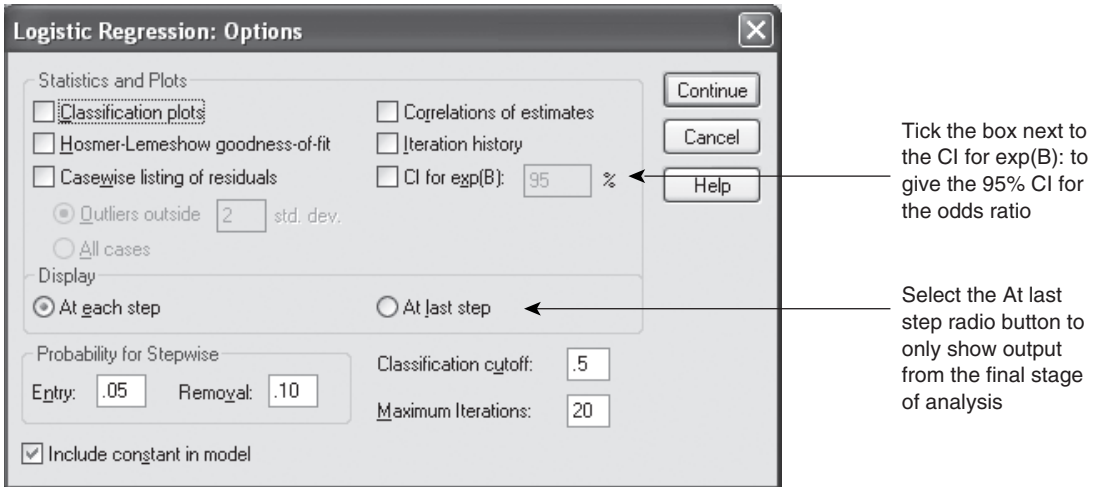 Logistic Regression: Options
Statistics and Plots
Classification plots
Correlations of estimates
Hosmer-Lemeshow goodness-of-fit
Iteration history
Casewise listing of residuals
CI for exp(B): 95 %
Outliers outside 2 std. dev.
All cases
Display
At each step
At last step
Probability for Stepwise
Entry: .05 Removal: .10
Classification cutoff: .5
Maximum Iterations: 20
Include constant in model
Continue
Cancel
Help
Tick the box next to
the CI for exp(B): to
give the 95% CI for
the odds ratio
Select the At last
step radio button to
only show output
from the final stage
of analysis